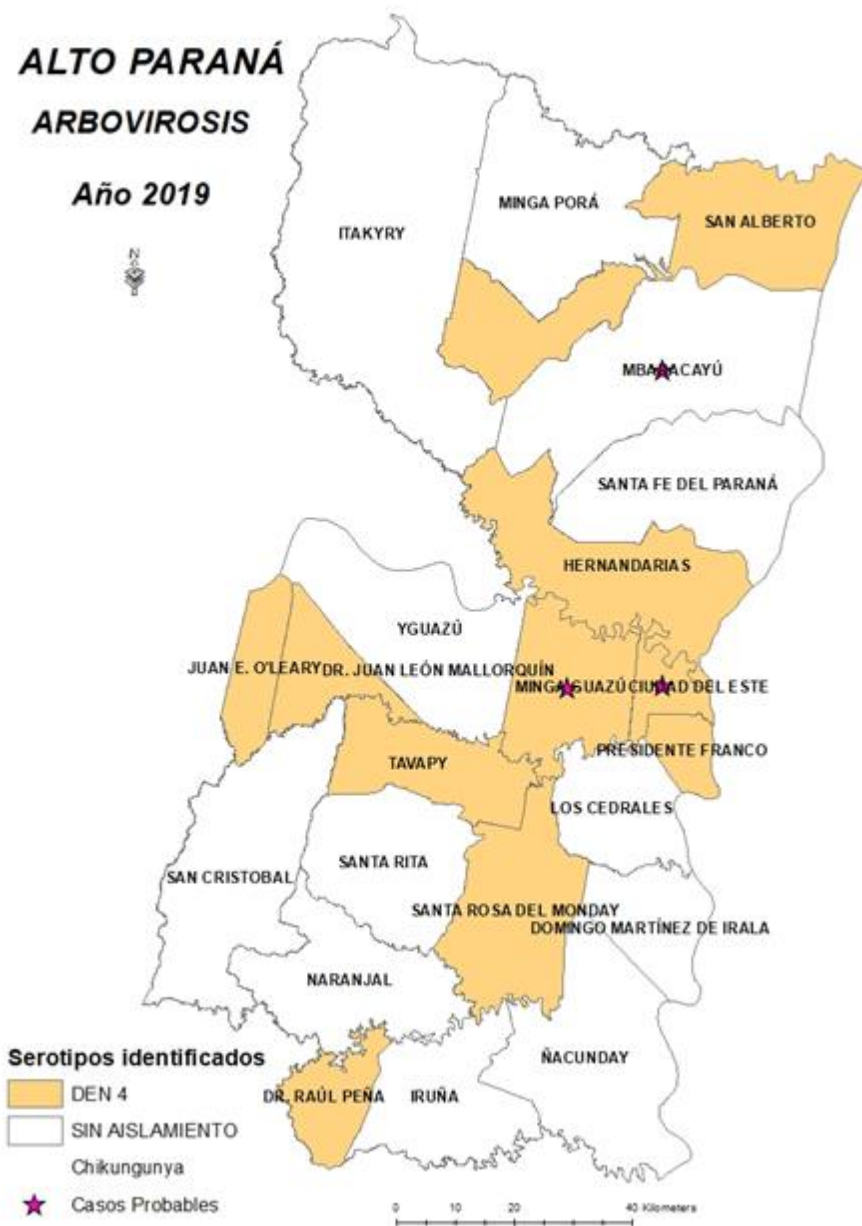 ALTO PARANÁ
ARBOVIROSIS
Año 2019
N
ITAKYRY
MINGA PORÁ
SAN ALBERTO
MBARACAYÚ
SANTA FE DEL PARANÁ
HERNANDARIAS
YGUAZÚ
JUAN E. O'LEARY
DR. JUAN LEÓN MALLORQUÍN
MINGA GUAZÚ
CIUDAD DEL ESTE
PRESIDENTE FRANCO
TAVAPY
LOS CEDRALES
SANTA RITA
SAN CRISTOBAL
SANTA ROSA DEL MONDAY
DOMINGO MARTÍNEZ DE IRALA
NARANJAL
ÑACUNDAY
DR. RAÚL PEÑA
IRUÑA
Serotipos identificados
DEN 4
SIN AISLAMIENTO
Chikungunya
Casos Probables
0 10 20 40 Kilometers